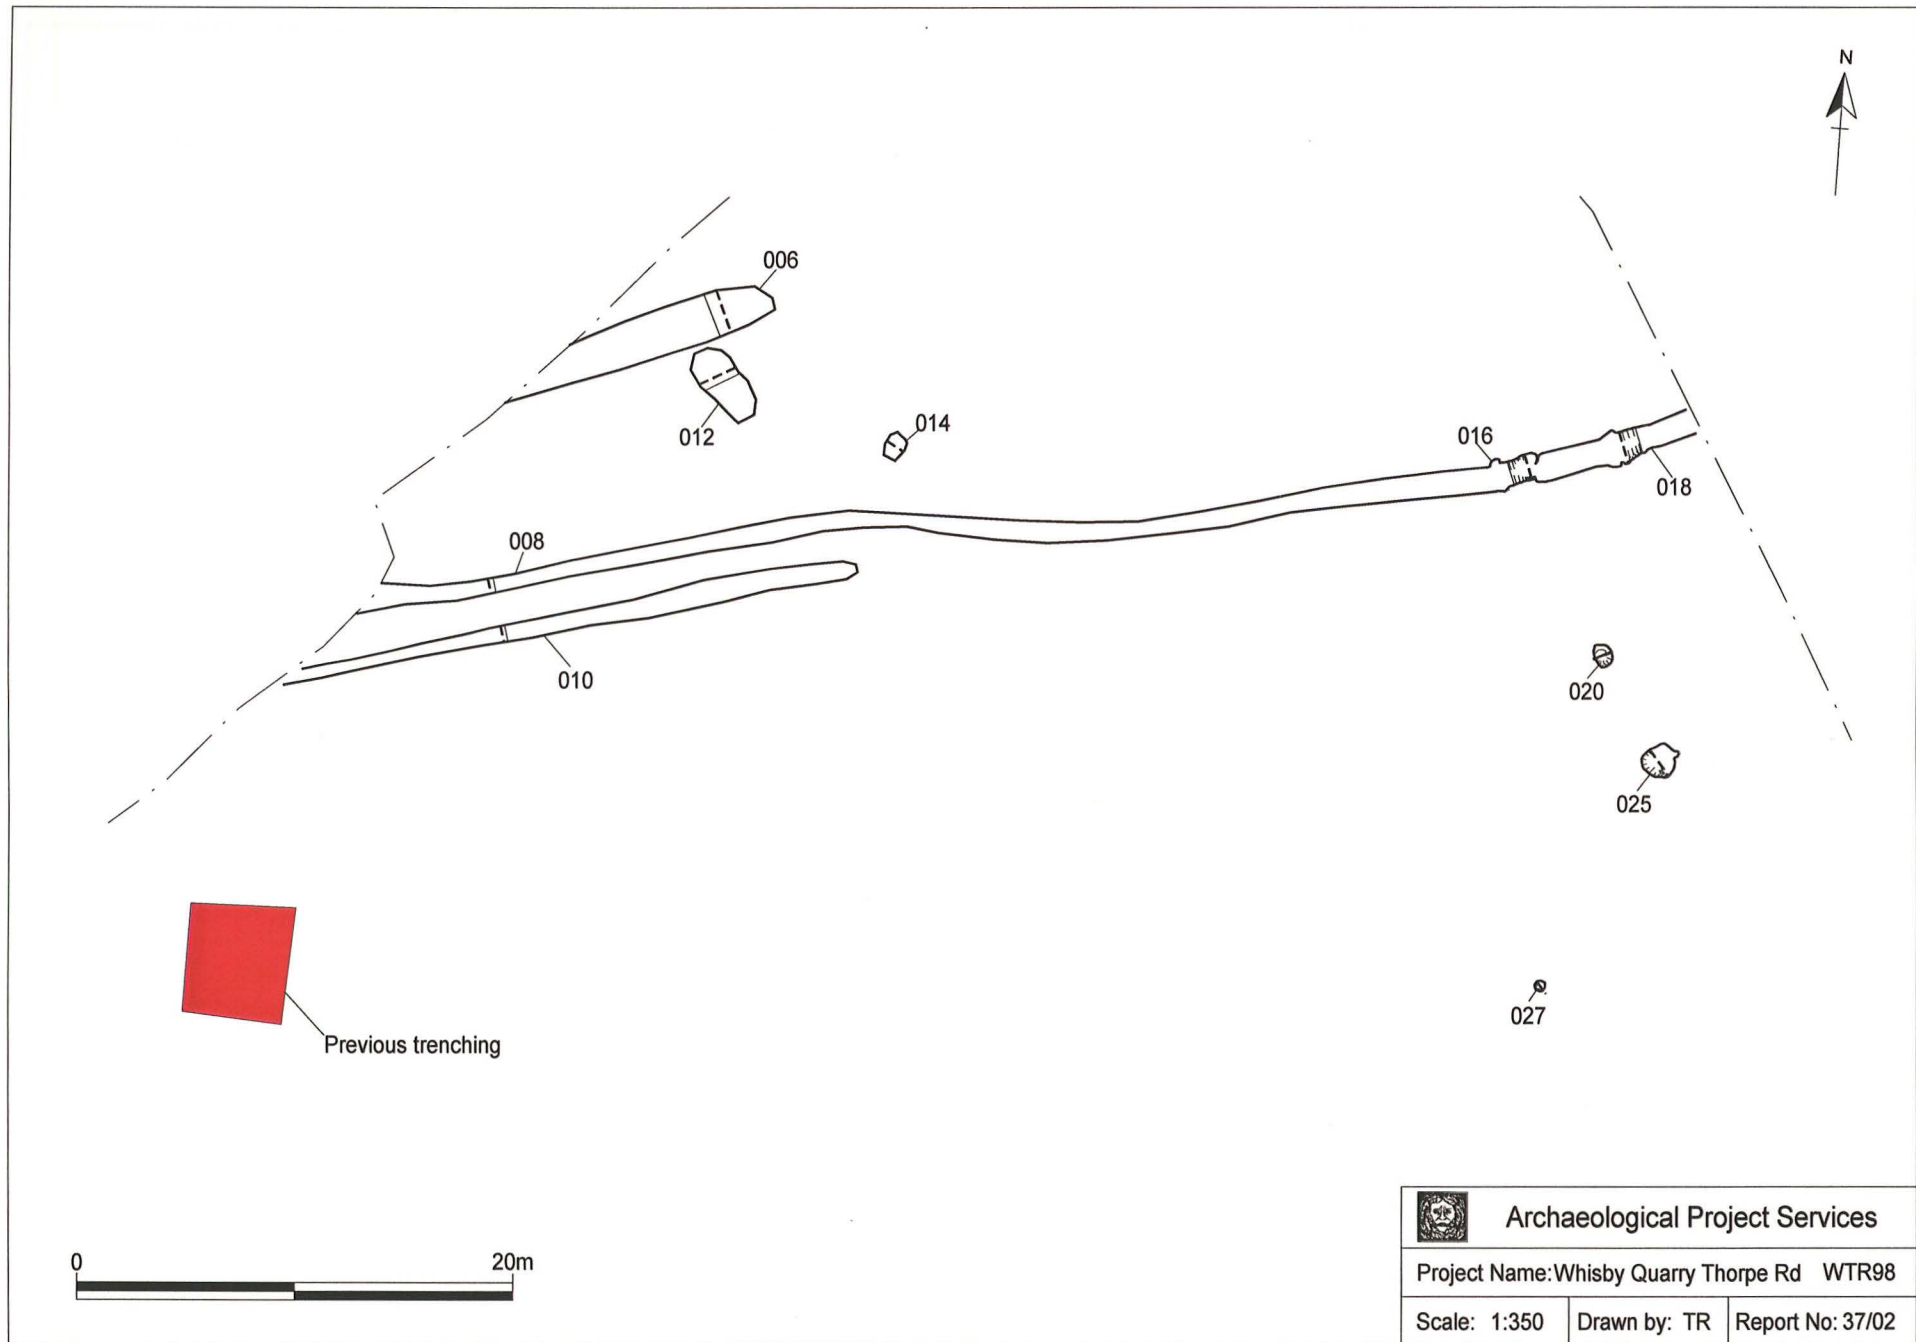 N
006
012
014
016
018
008
010
020
025
027
Previous trenching
0 20m
Archaeological Project Services
Project Name: Whisby Quarry Thorpe Rd WTR98
Scale: 1:350 Drawn by: TR Report No: 37/02